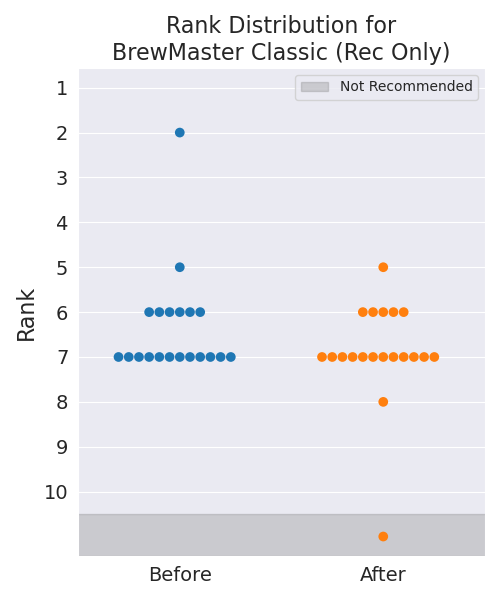 Rank Distribution for
BrewMaster Classic (Rec Only)
Not Recommended
1
2
3
4
5
6
7
8
9
10
Rank
Before
After